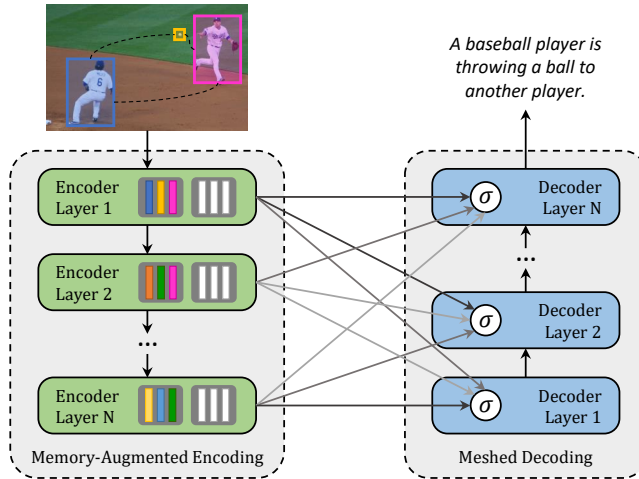 A baseball player is
throwing a ball to
another player.
6
Encoder
Layer 1
Encoder
Layer 2
...
Encoder
Layer N
Memory-Augmented Encoding
σ
Decoder
Layer N
...
σ
Decoder
Layer 2
σ
Decoder
Layer 1
Meshed Decoding